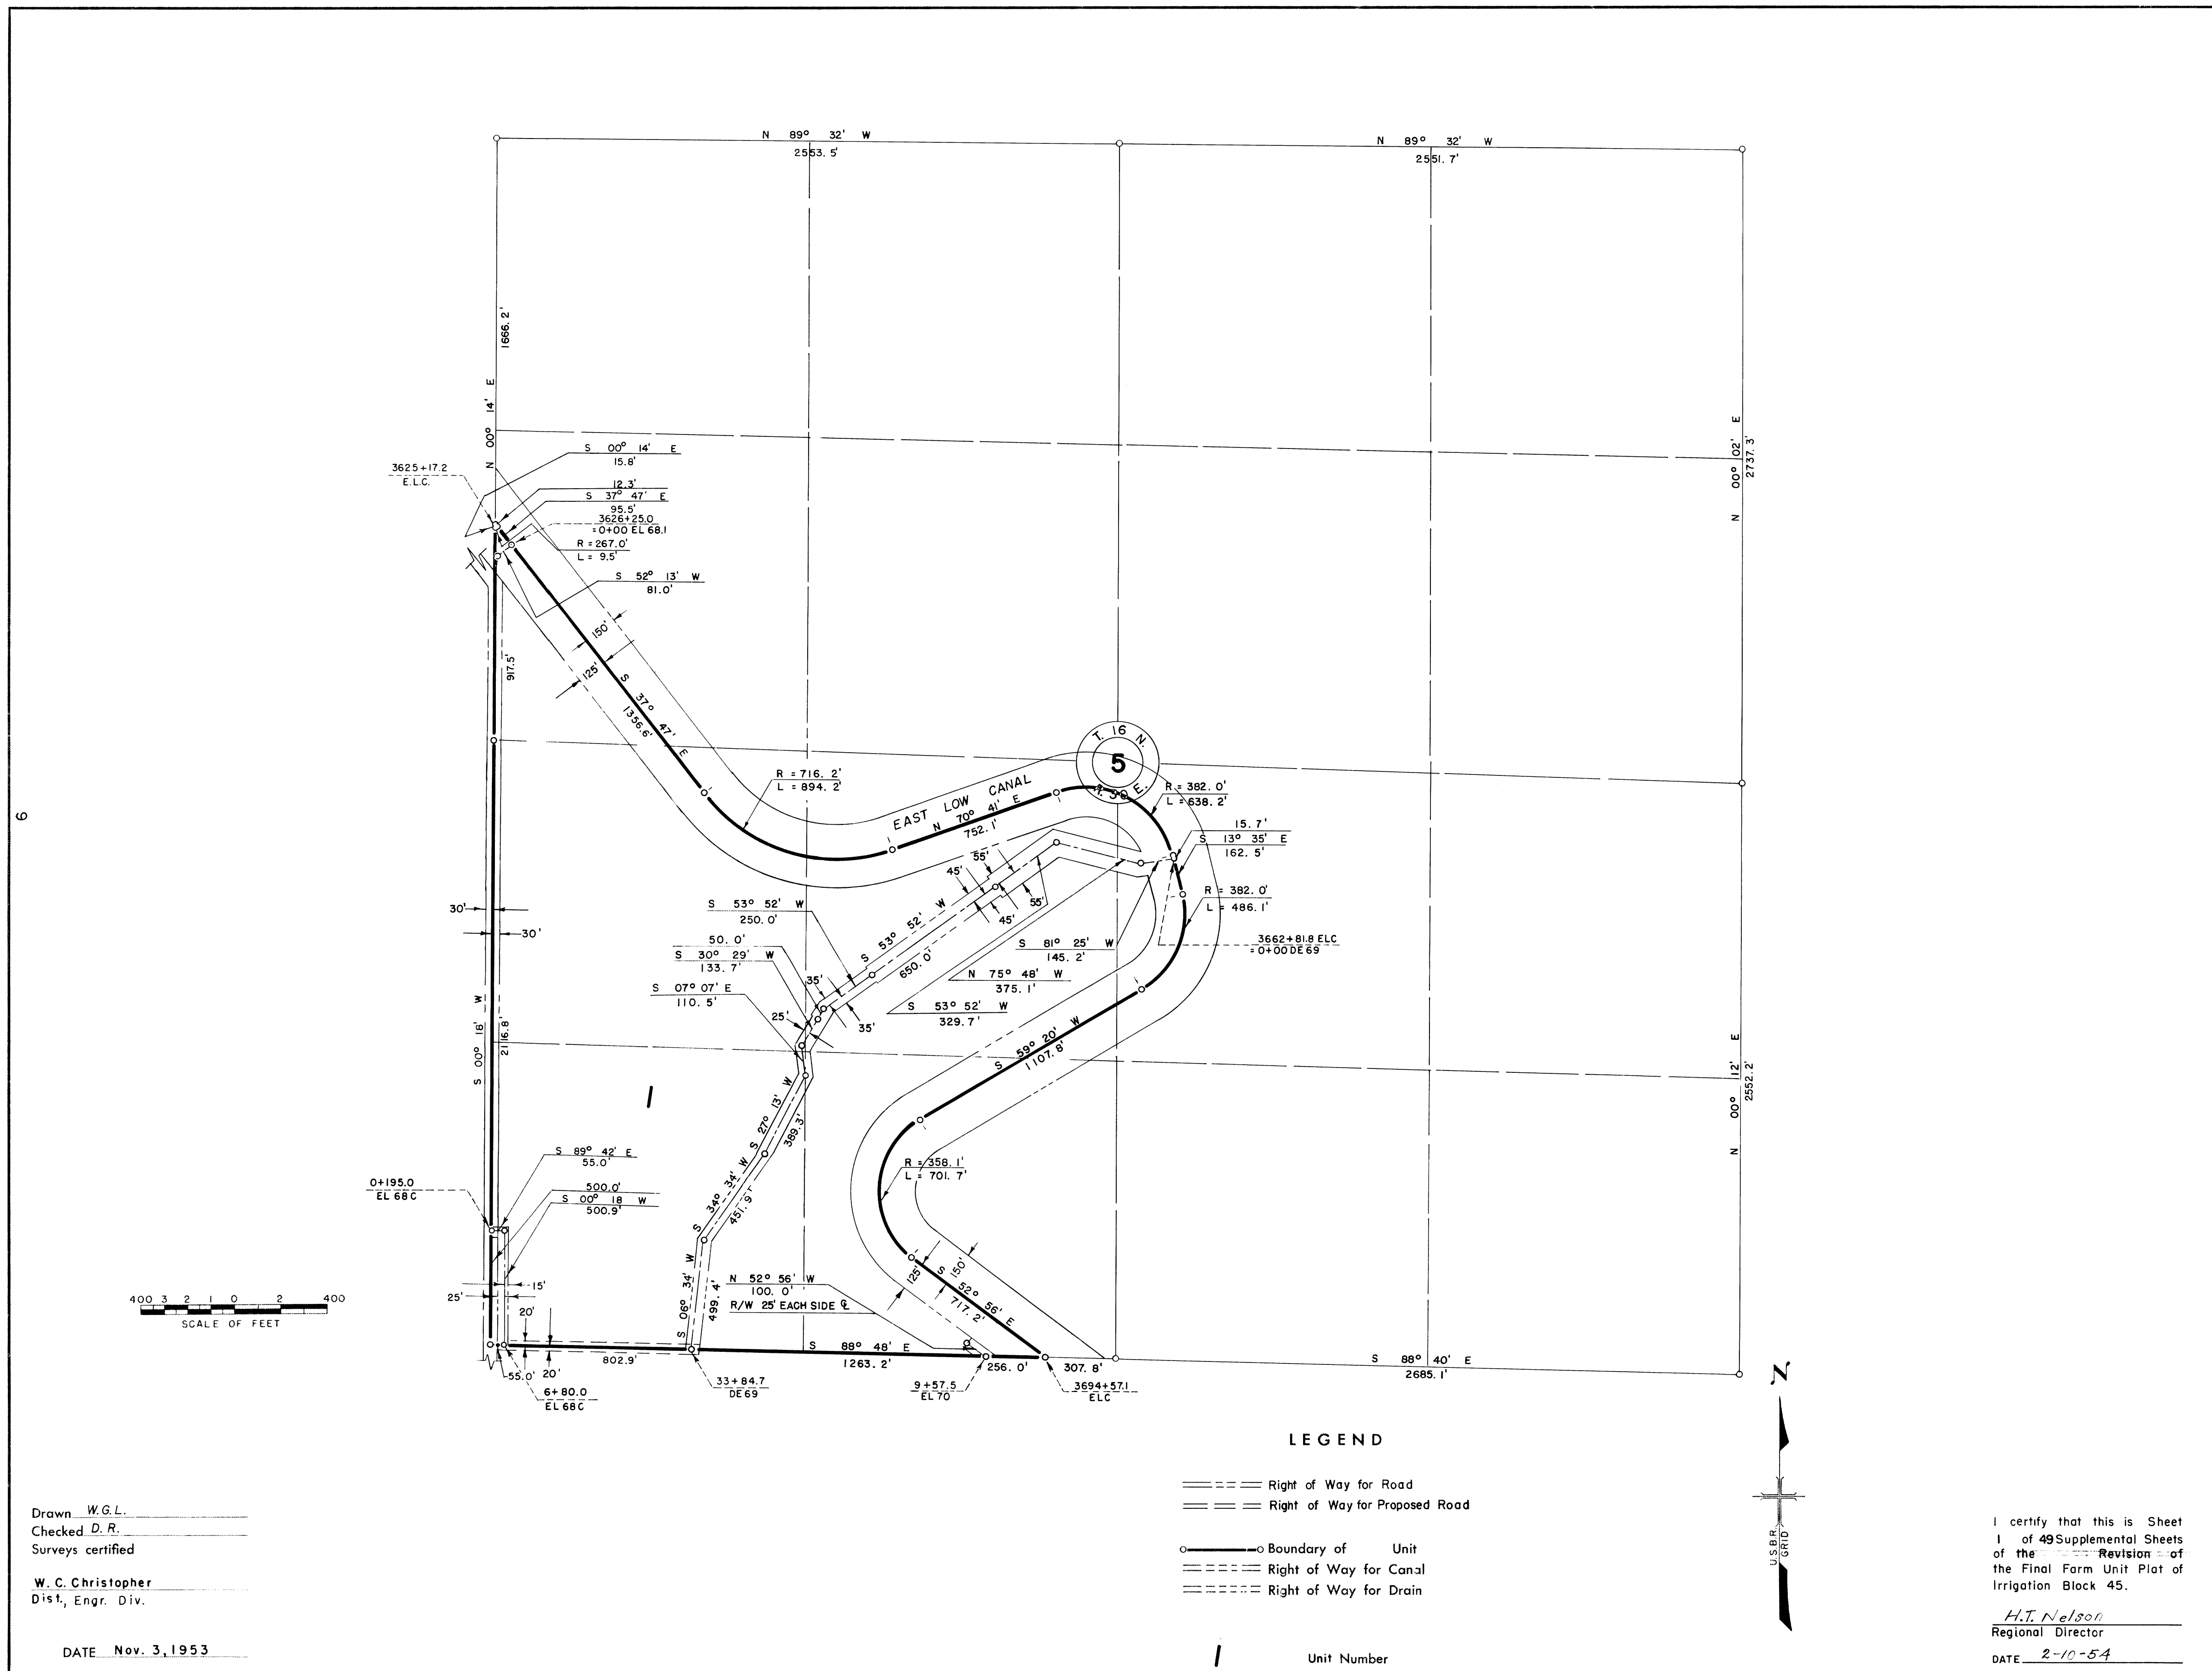 N 89° 32' W
2553.5'
N 89° 32' W
2551.7'
1666.2'
N 00° 14' E
N 00° 02' E
2737.3'
S 00° 14' E
15.8'
3625+17.2
E.L.C.
12.3'
S 37° 47' E
95.5'
3626+25.0
=0+00 EL 68.1
R = 267.0'
L = 9.5'
S 52° 13' W
81.0'
917.5'
150'
125'
S 37° 47' E
1356.6'
T. 16 N.
5
R. 30 E.
R = 716.2'
L = 894.2'
EAST LOW CANAL
N 70° 41' E
752.1'
R = 382.0'
L = 638.2'
15.7'
S 13° 35' E
162.5'
55'
45'
55'
45'
R = 382.0'
L = 486.1'
S 53° 52' W
250.0'
S 53° 52' W
650.0'
30'
30'
50.0'
S 30° 29' W
133.7'
S 81° 25' W
145.2'
3662+81.8 ELC
=0+00 DE 69
N 75° 48' W
375.1'
S 53° 52' W
329.7'
S 07° 07' E
110.5'
35'
35'
25'
S 00° 18' W
2116.8'
S 59° 20' W
1107.8'
N 00° 12' E
2552.2'
1
S 27° 13' W
389.3'
S 89° 42' E
55.0'
0+195.0
EL 68C
500.0'
S 00° 18 W
500.9'
S 34° 34' W
451.9'
R = 358.1'
L = 701.7'
15'
25'
20'
20'
S 06° 34' W
499.4'
N 52° 56' W
100.0'
R/W 25' EACH SIDE ℄
125'
150'
S 52° 56' E
717.2'
400 3 2 1 0 2 400
SCALE OF FEET
802.9'
S 88° 48' E
1263.2'
256.0'
307.8'
S 88° 40' E
2685.1'
55.0'
6+80.0
EL 68C
33+84.7
DE 69
9+57.5
EL 70
3694+57.1
ELC
N
U.S.B.R.
GRID
LEGEND
Right of Way for Road
Right of Way for Proposed Road
Boundary of Unit
Right of Way for Canal
Right of Way for Drain
1 Unit Number
Drawn W.G.L.
Checked D.R.
Surveys certified
W. C. Christopher
Dist., Engr. Div.
DATE Nov. 3, 1953
I certify that this is Sheet
1 of 49 Supplemental Sheets
of the Revision of
the Final Farm Unit Plat of
Irrigation Block 45.
H.T. Nelson
Regional Director
DATE 2-10-54
9